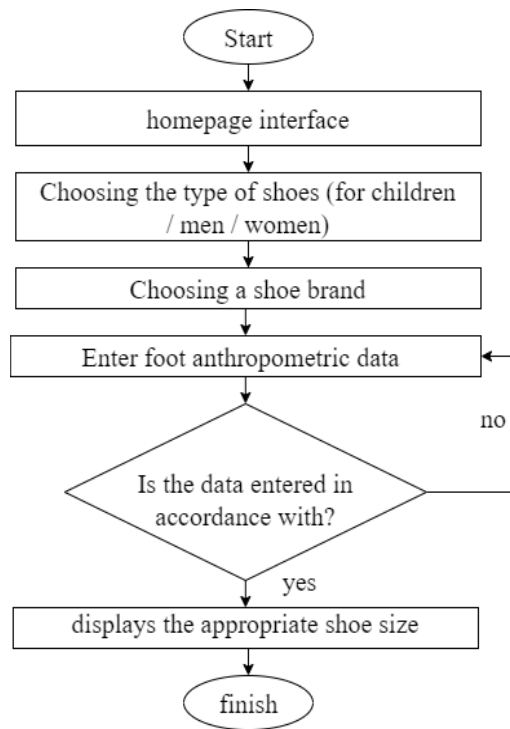 Start
homepage interface
Choosing the type of shoes (for children
/ men / women)
Choosing a shoe brand
Enter foot anthropometric data
no
Is the data entered in
accordance with?
yes
displays the appropriate shoe size
finish